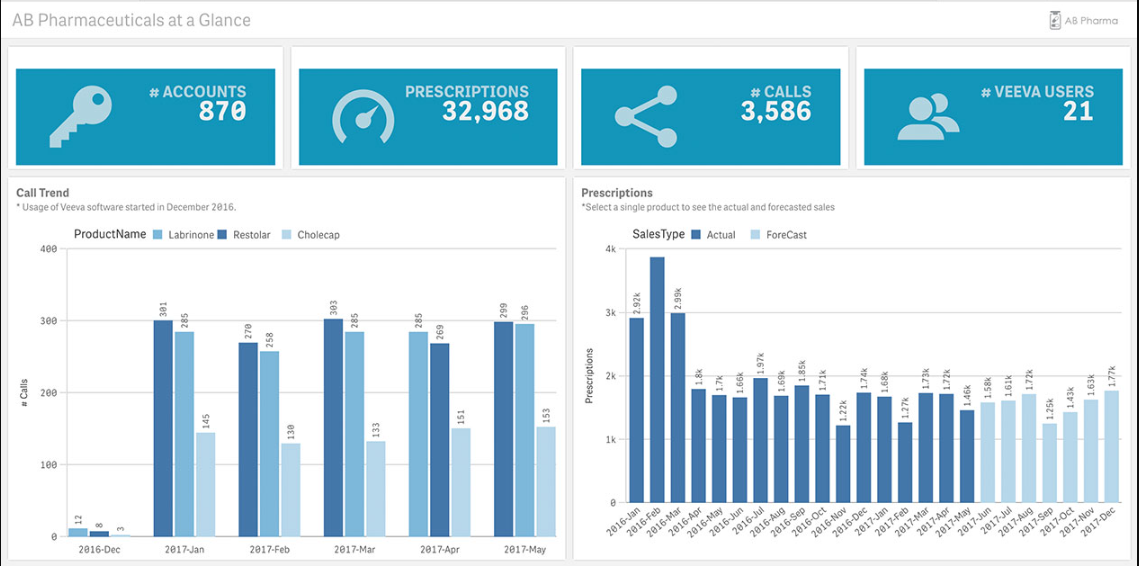 AB Pharmaceuticals at a Glance
AB Pharma
# ACCOUNTS
870
PRESCRIPTIONS
32,968
# CALLS
3,586
# VEEVA USERS
21
Call Trend
* Usage of Veeva software started in December 2016.
ProductName Labrinone Restolar Cholecap
400
300
200
100
0
# Calls
12 8 3
301 285 145
270 258 130
303 285 133
285 269 151
299 296 153
2016-Dec 2017-Jan 2017-Feb 2017-Mar 2017-Apr 2017-May
Prescriptions
*Select a single product to see the actual and forecasted sales
SalesType Actual ForeCast
4k
3k
2k
1k
0
Prescriptions
2.92k 2.99k 1.8k 1.7k 1.66k 1.97k 1.69k 1.85k 1.71k 1.22k 1.74k 1.68k 1.27k 1.73k 1.72k 1.46k 1.58k 1.61k 1.72k 1.25k 1.43k 1.63k 1.77k
2016-Jan 2016-Feb 2016-Mar 2016-Apr 2016-May 2016-Jun 2016-Jul 2016-Aug 2016-Sep 2016-Oct 2016-Nov 2016-Dec 2017-Jan 2017-Feb 2017-Mar 2017-Apr 2017-May 2017-Jun 2017-Jul 2017-Aug 2017-Sep 2017-Oct 2017-Nov 2017-Dec